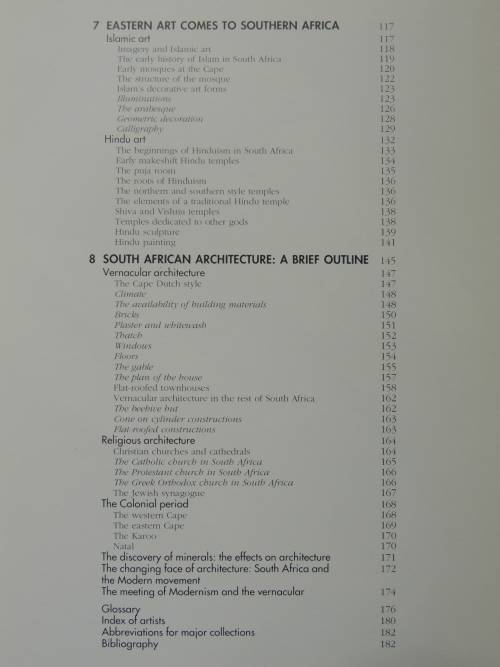 7 EASTERN ART COMES TO SOUTHERN AFRICA 117
Islamic art 117
Imagery and Islamic art 118
The early history of Islam in South Africa 119
Early mosques at the Cape 120
The structure of the mosque 122
Islam's decorative art forms 123
Illuminations 123
The arabesque 126
Geometric decoration 128
Calligraphy 129
Hindu art 132
The beginnings of Hinduism in South Africa 133
Early makeshift Hindu temples 134
The puja room 135
The roots of Hinduism 136
The northern and southern style temples 136
The elements of a traditional Hindu temple 136
Shiva and Vishnu temples 138
Temples dedicated to other gods 138
Hindu sculpture 139
Hindu painting 141
8 SOUTH AFRICAN ARCHITECTURE: A BRIEF OUTLINE 145
Vernacular architecture 147
The Cape Dutch style 147
Climate 148
The availability of building materials 148
Bricks 150
Plaster and whitewash 151
Thatch 152
Windows 153
Floors 154
The gable 155
The plan of the house 157
Flat-roofed townhouses 158
Vernacular architecture in the rest of South Africa 162
The beehive hut 162
Cone on cylinder constructions 163
Flat-roofed constructions 163
Religious architecture 164
Christian churches and cathedrals 164
The Catholic church in South Africa 165
The Protestant church in South Africa 166
The Greek Orthodox church in South Africa 166
The Jewish synagogue 167
The Colonial period 168
The western Cape 168
The eastern Cape 169
The Karoo 170
Natal 170
The discovery of minerals: the effects on architecture 171
The changing face of architecture: South Africa and 172
the Modern movement
The meeting of Modernism and the vernacular 174
Glossary 176
Index of artists 180
Abbreviations for major collections 182
Bibliography 182